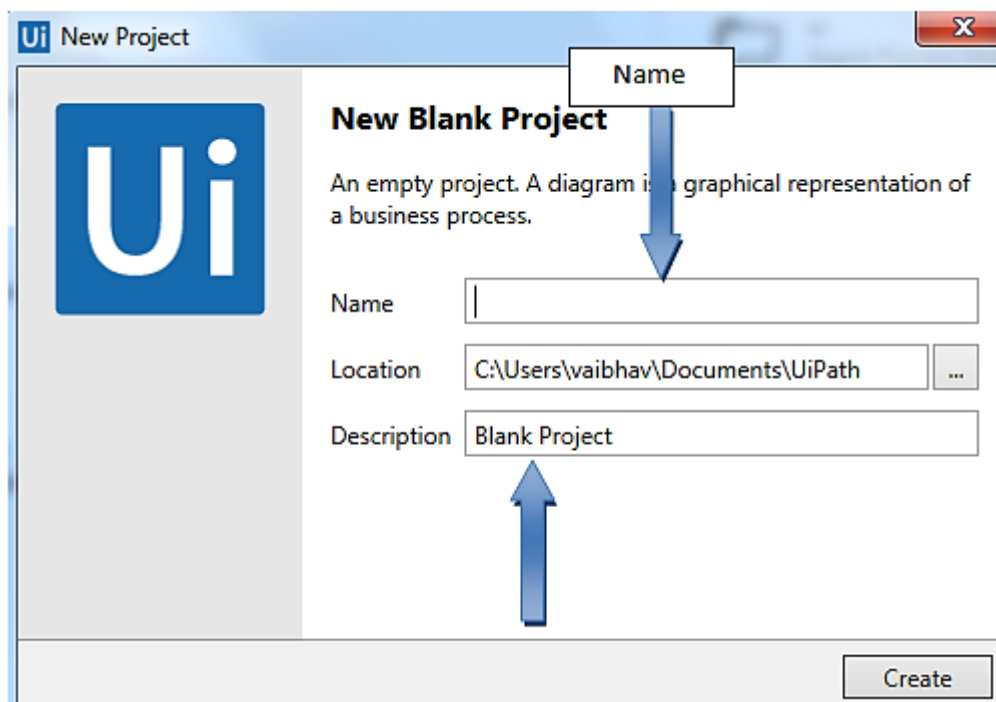 Ui New Project
X
Name
New Blank Project
Ui
An empty project. A diagram is a graphical representation of
a business process.
Name
Location C:\Users\vaibhav\Documents\UiPath ...
Description Blank Project
Create